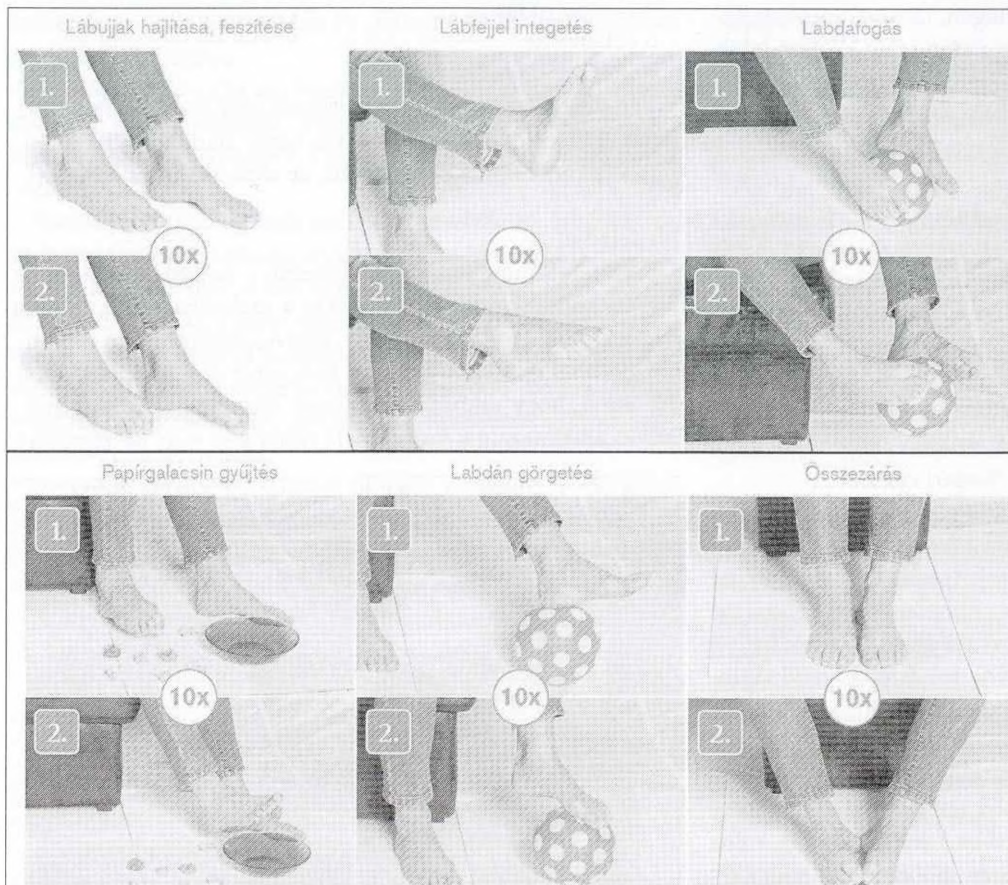 Lábujjak hajlítása, feszítése
Lábfejjel integetés
Labdafogás
1.
1.
1.
10x
10x
10x
2.
2.
2.
Papírgalacsin gyűjtés
Labdán görgetés
Összezárás
1.
1.
1.
10x
10x
10x
2.
2.
2.